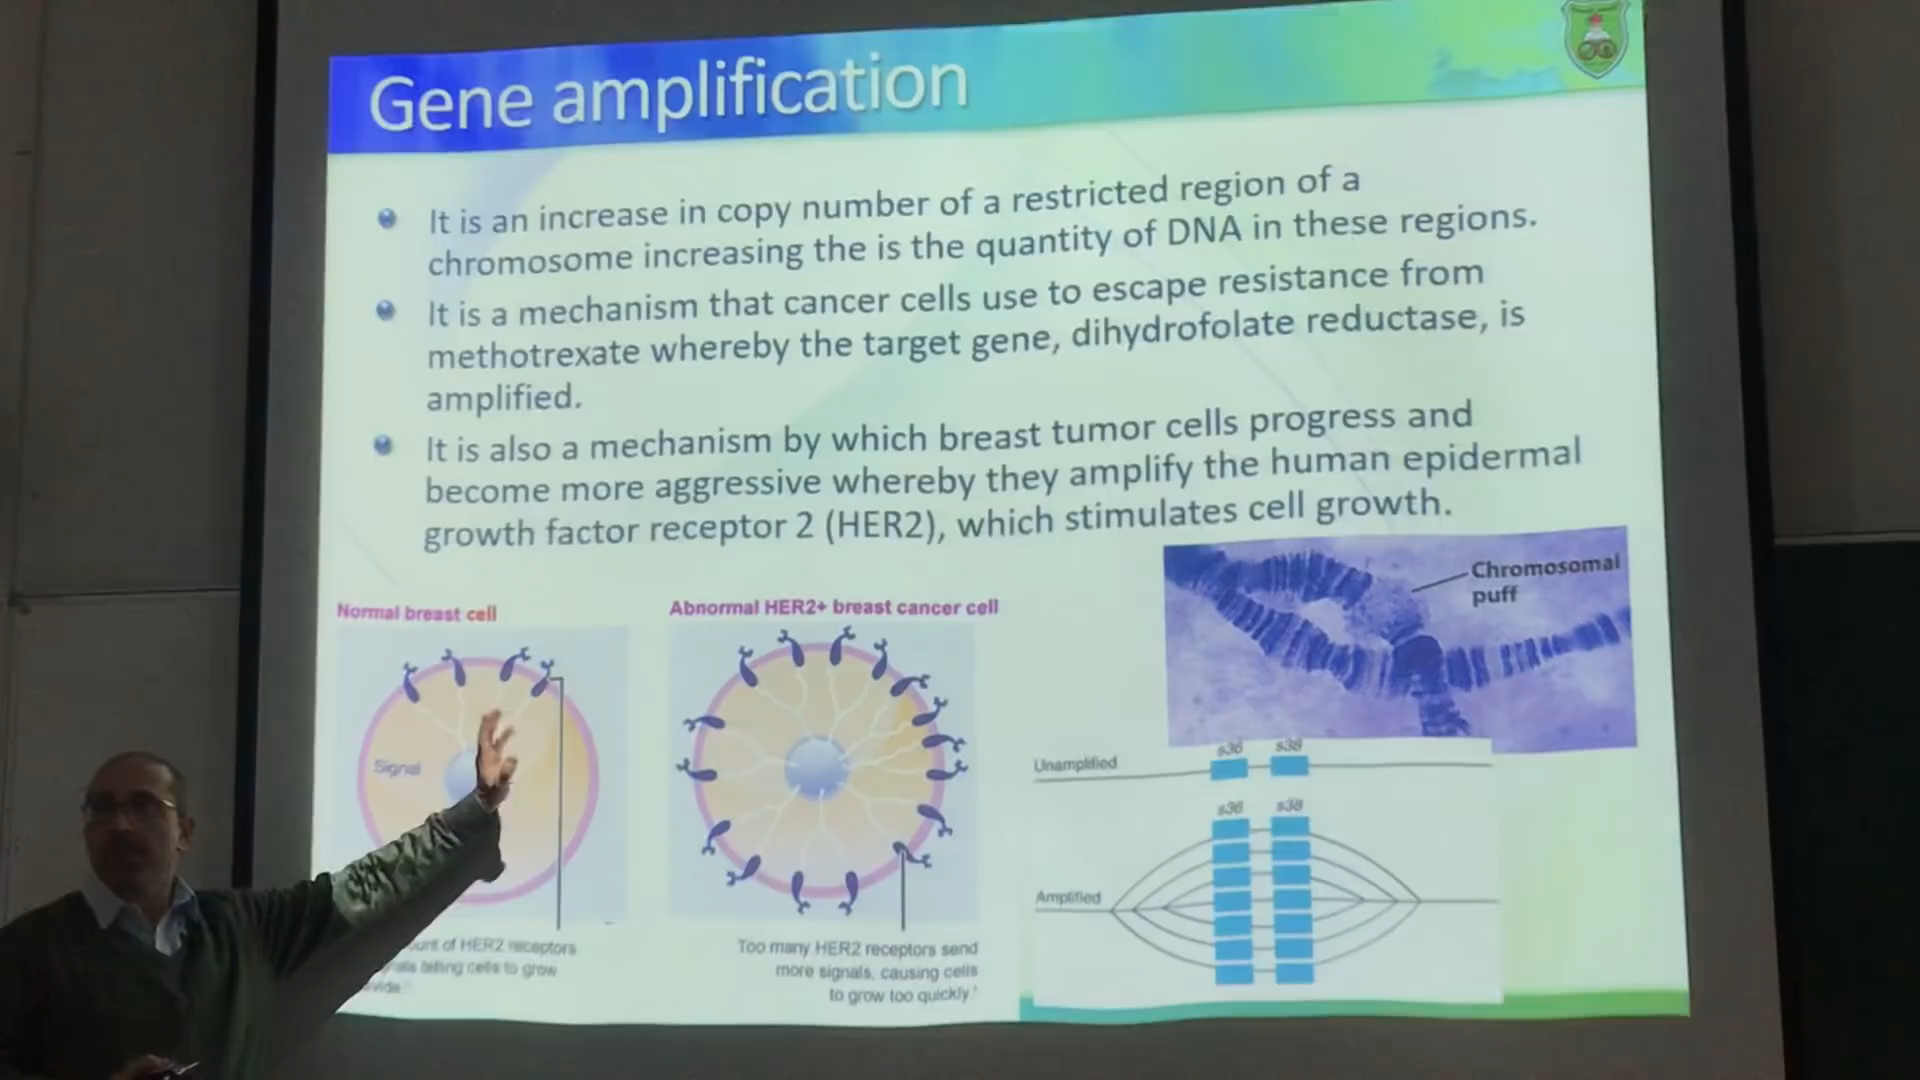 Gene amplification
It is an increase in copy number of a restricted region of a
chromosome increasing the is the quantity of DNA in these regions.
It is a mechanism that cancer cells use to escape resistance from
methotrexate whereby the target gene, dihydrofolate reductase, is
amplified.
It is also a mechanism by which breast tumor cells progress and
become more aggressive whereby they amplify the human epidermal
growth factor receptor 2 (HER2), which stimulates cell growth.
Normal breast cell
Signal
of HER2 receptors
telling cells to grow
Abnormal HER2+ breast cancer cell
Too many HER2 receptors send
more signals, causing cells
to grow too quickly
Chromosomal
puff
s36 s38
Unamplified
s36 s38
Amplified